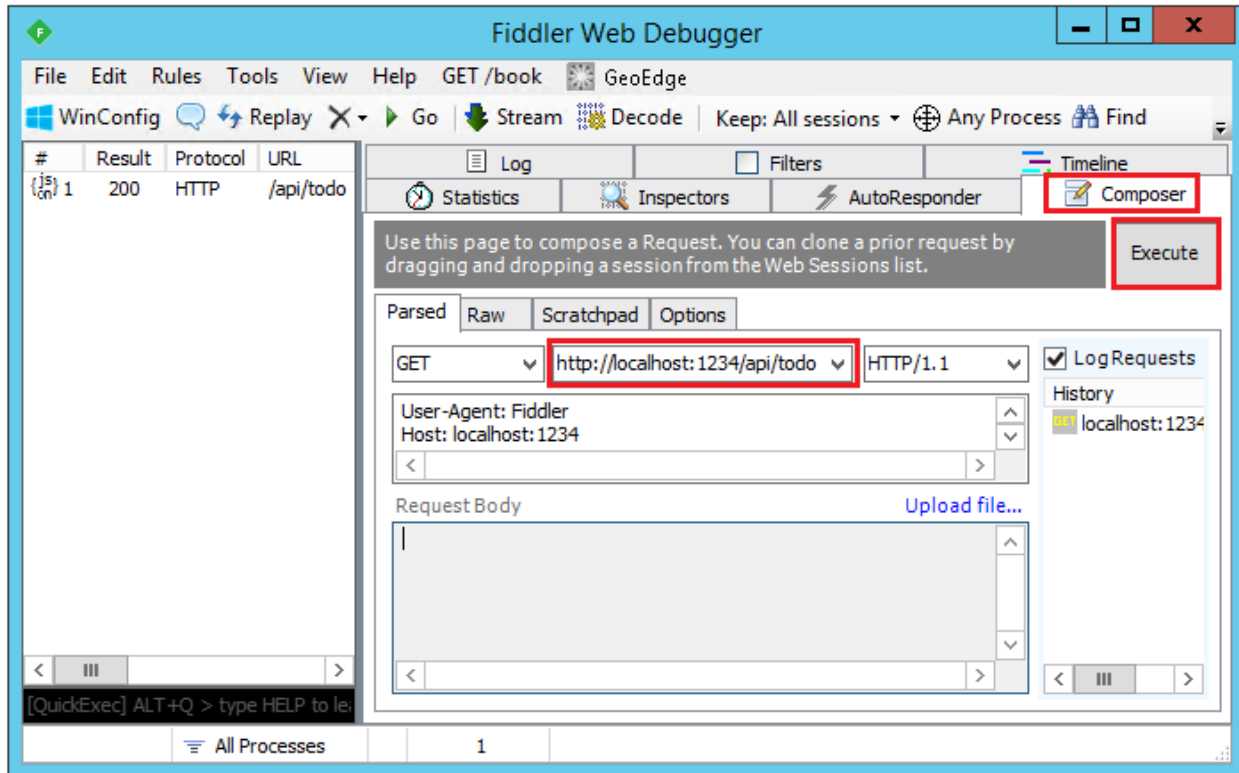 Fiddler Web Debugger
File Edit Rules Tools View Help GET /book GeoEdge
WinConfig Replay Go Stream Decode Keep: All sessions Any Process Find
# Result Protocol URL
1 200 HTTP /api/todo
Log Filters Timeline
Statistics Inspectors AutoResponder Composer
Use this page to compose a Request. You can clone a prior request by
dragging and dropping a session from the Web Sessions list.
Execute
Parsed Raw Scratchpad Options
GET http://localhost:1234/api/todo HTTP/1.1
User-Agent: Fiddler
Host: localhost:1234
Request Body Upload file...
Log Requests
History
GET localhost:1234
[QuickExec] ALT+Q > type HELP to le
All Processes 1